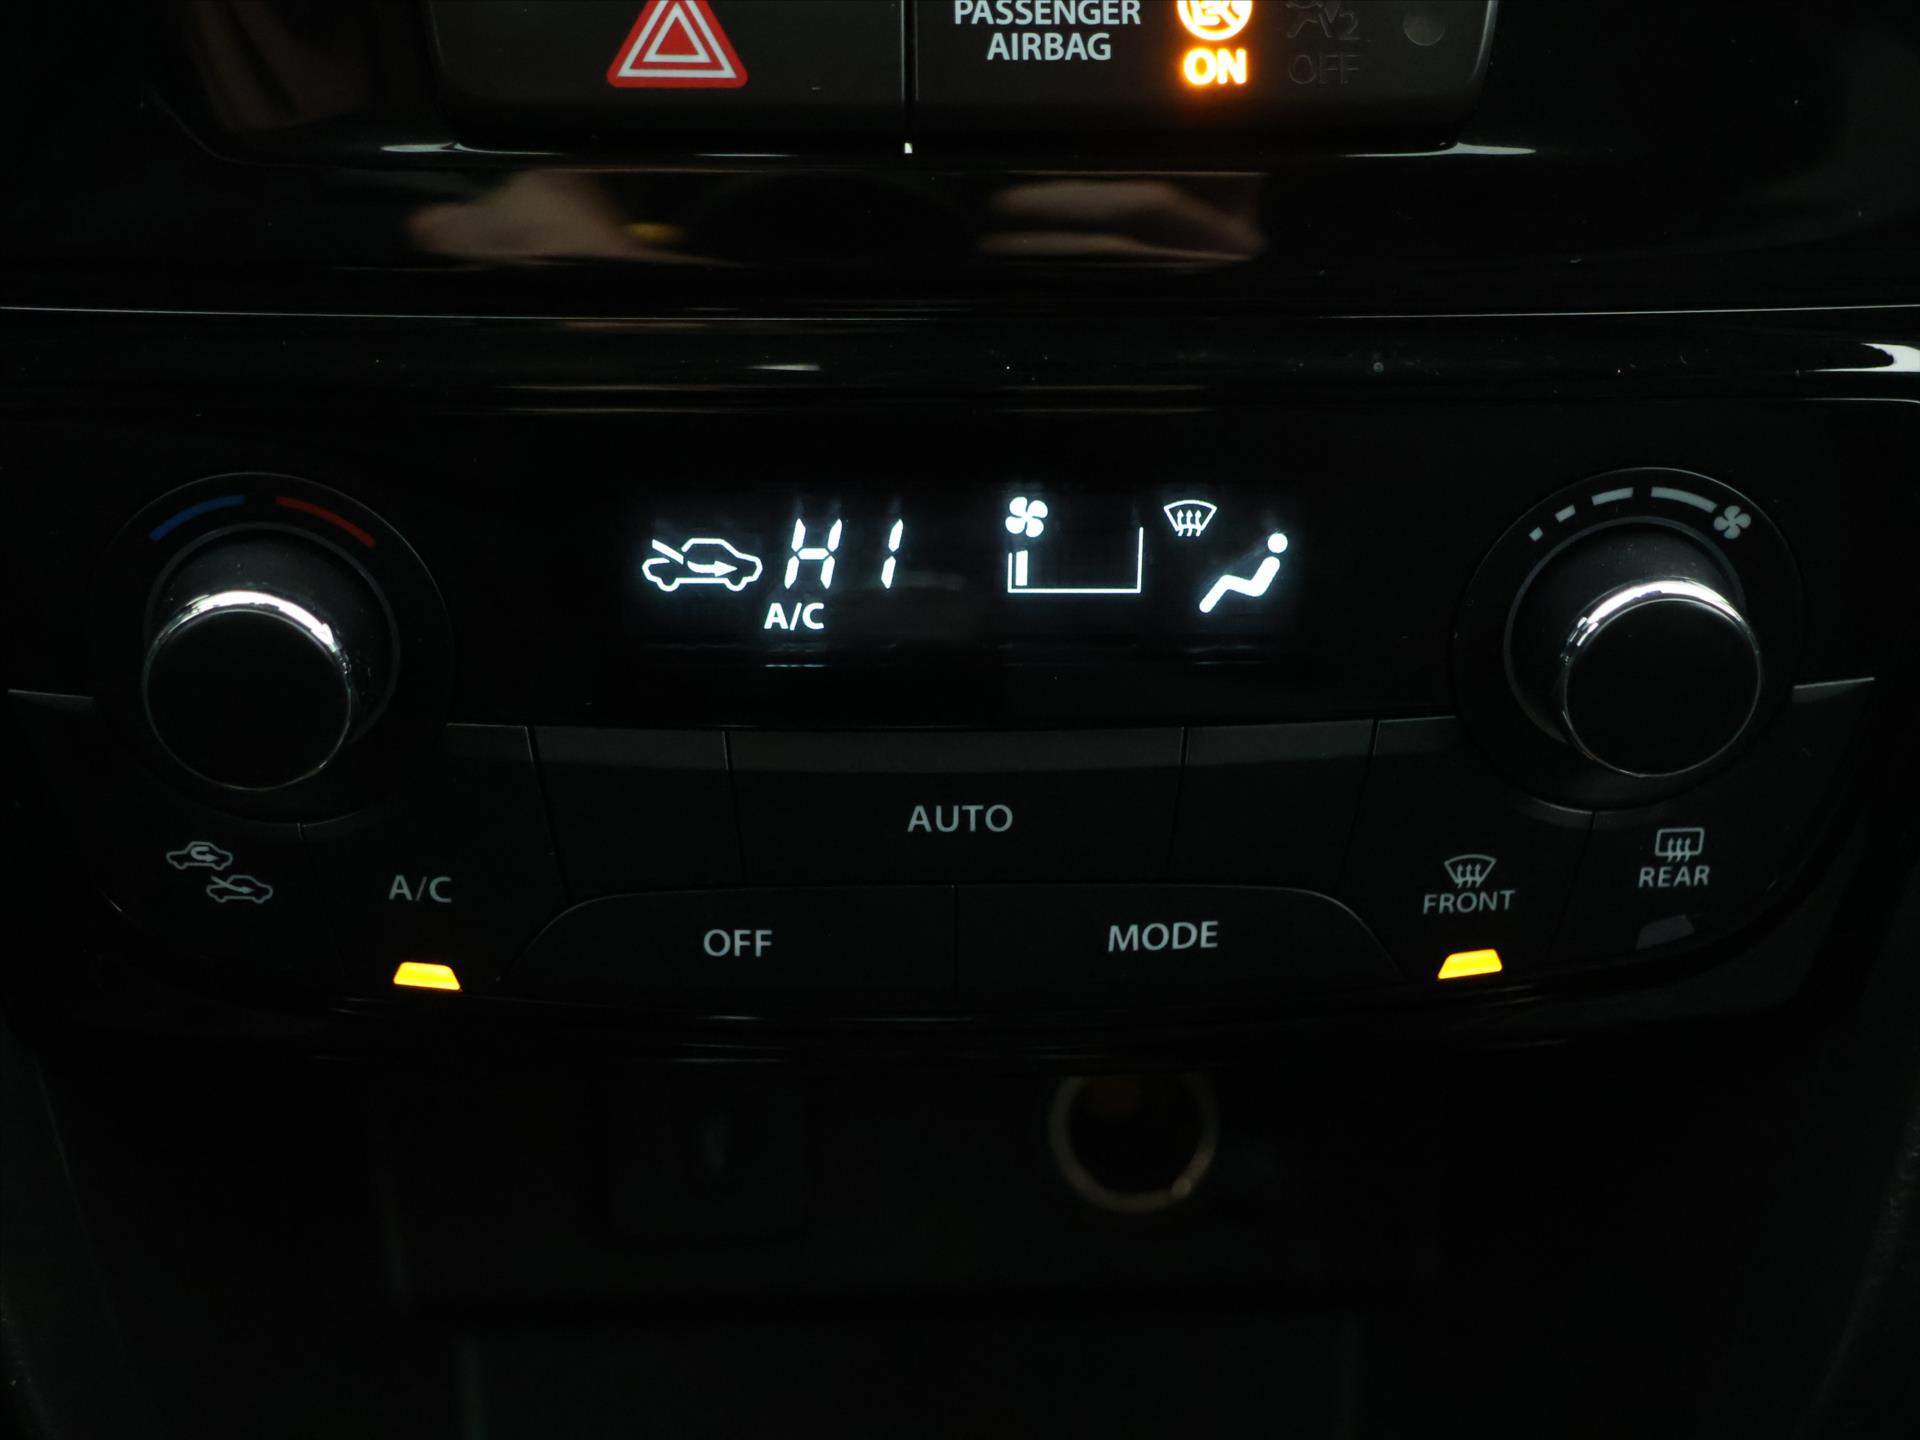 PASSENGER
AIRBAG
ON
OFF
HI
A/C
AUTO
A/C
OFF
MODE
FRONT
REAR